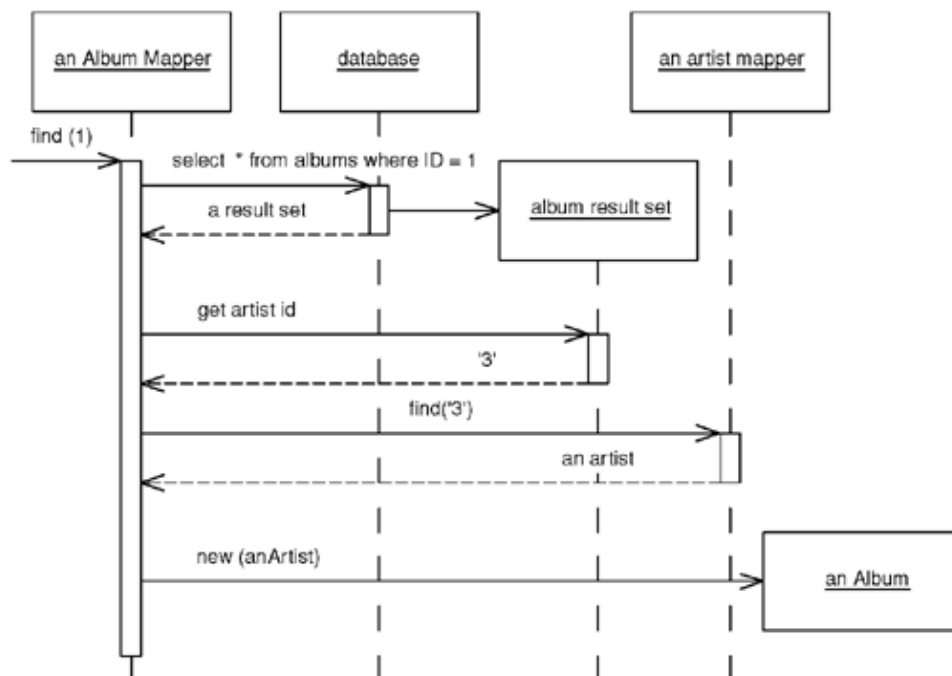 an Album Mapper
database
an artist mapper
find (1)
select * from albums where ID = 1
a result set
album result set
get artist id
'3'
find('3')
an artist
new (anArtist)
an Album